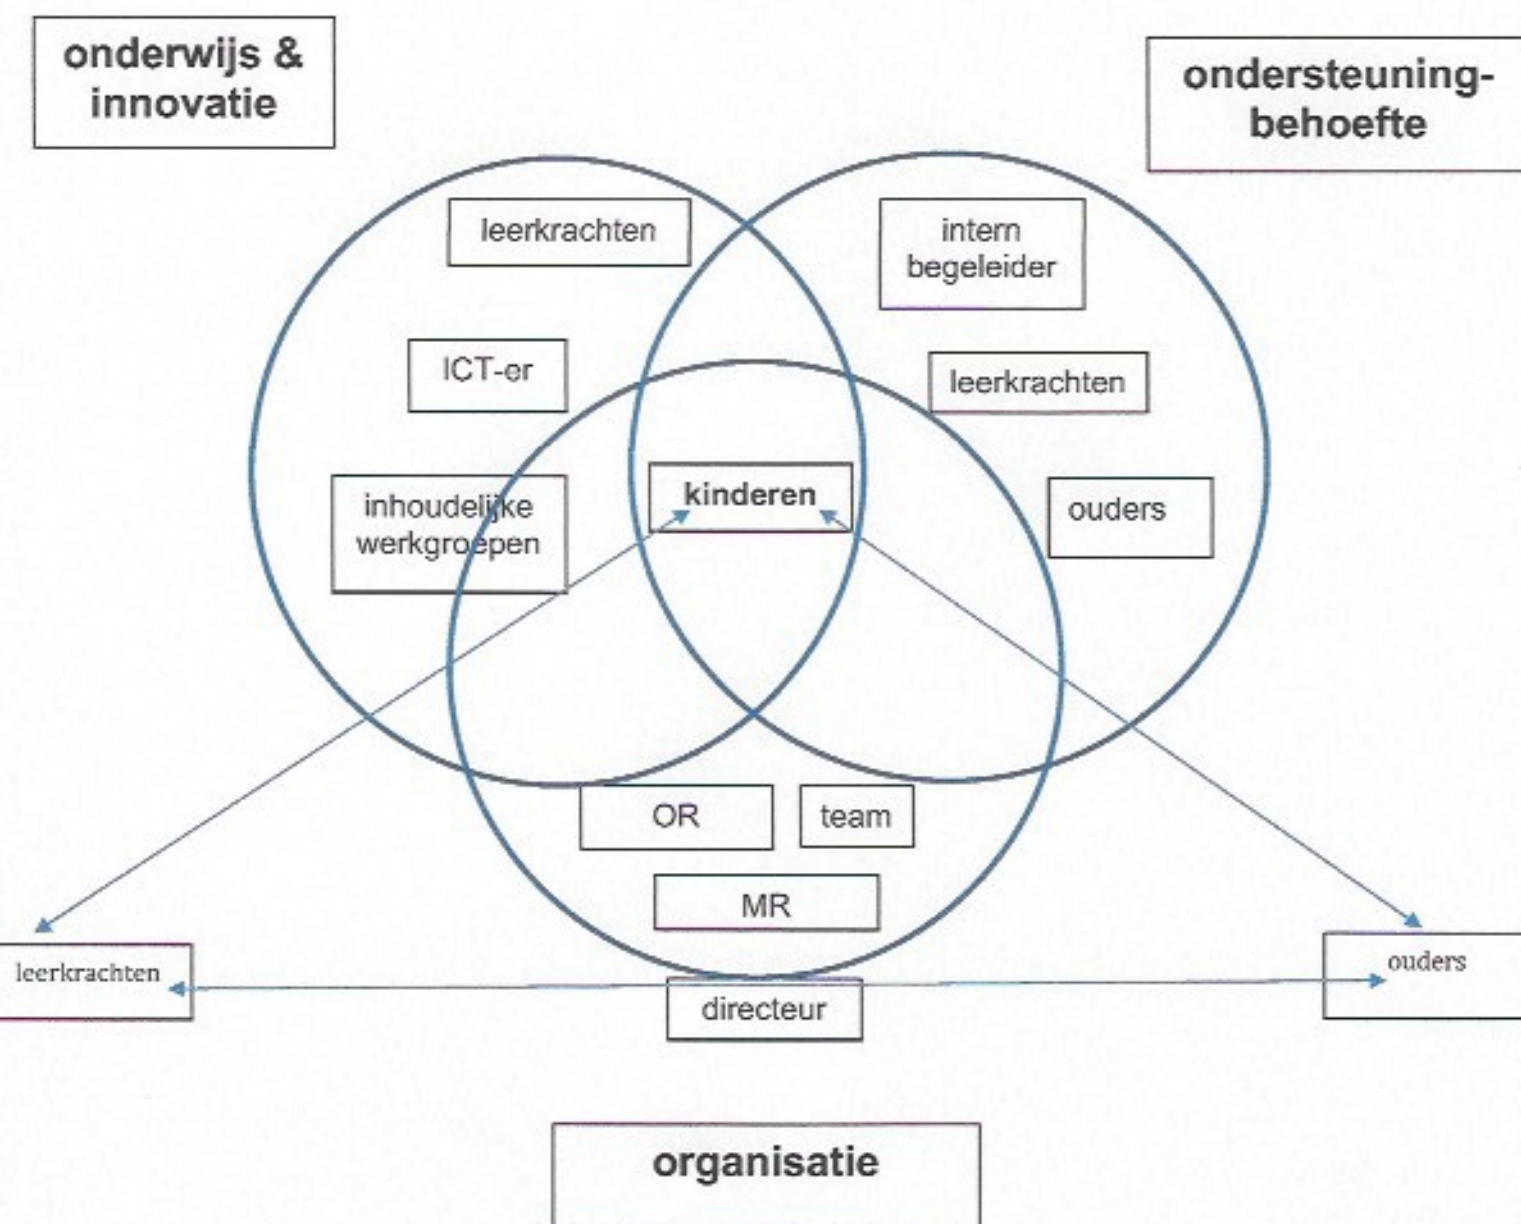 onderwijs &
innovatie
ondersteuning-
behoefte
leerkrachten
intern
begeleider
ICT-er
leerkrachten
inhoudelijke
werkgroepen
kinderen
ouders
OR
team
MR
leerkrachten
ouders
directeur
organisatie